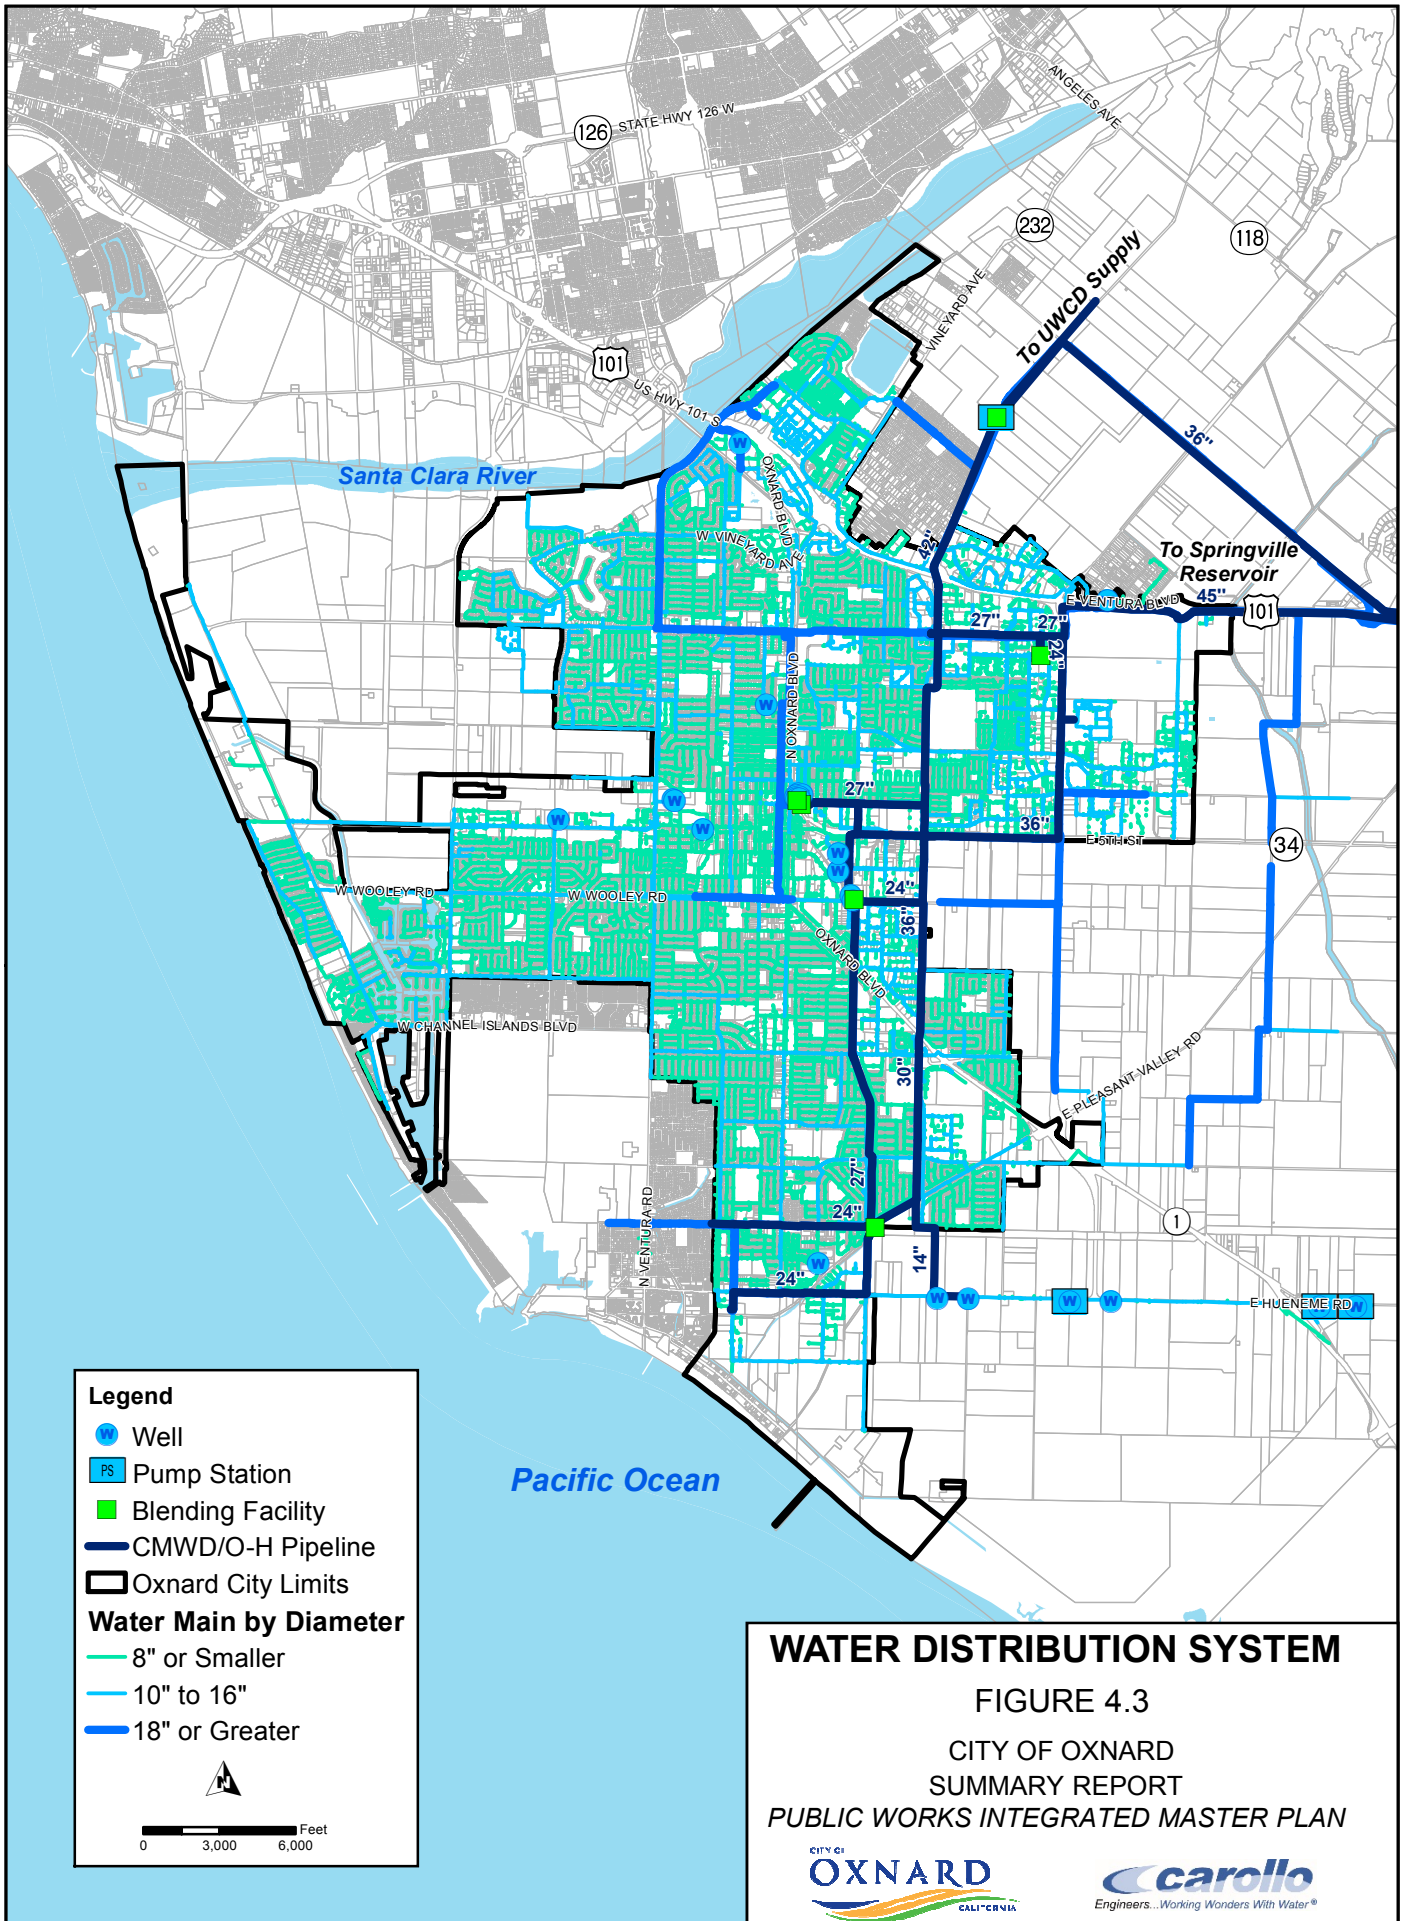 ANGELES AVE
126
STATE HWY 126 W
232
118
VINEYARD AVE
To UWCD Supply
101
US HWY 101 S
36"
W
OXNARD BLVD
Santa Clara River
W VINEYARD AVE
42"
To Springville
Reservoir
45"
E VENTURA BLVD
101
27"
27"
24"
N OXNARD BLVD
W
27"
W
W
W
36"
E 5TH ST
34
W
W
W WOOLEY RD
W WOOLEY RD
24"
36"
OXNARD BLVD
W CHANNEL ISLANDS BLVD
30"
E PLEASANT VALLEY RD
27"
N VENTURA RD
24"
1
14"
W
24"
W
W
W
W
E HUENEME RD
W
Pacific Ocean
Legend
W Well
PS Pump Station
Blending Facility
CMWD/O-H Pipeline
Oxnard City Limits
Water Main by Diameter
8" or Smaller
10" to 16"
18" or Greater
N
Feet
0 3,000 6,000
WATER DISTRIBUTION SYSTEM
FIGURE 4.3
CITY OF OXNARD
SUMMARY REPORT
PUBLIC WORKS INTEGRATED MASTER PLAN
CITY OF
OXNARD
CALIFORNIA
carollo
Engineers...Working Wonders With Water®